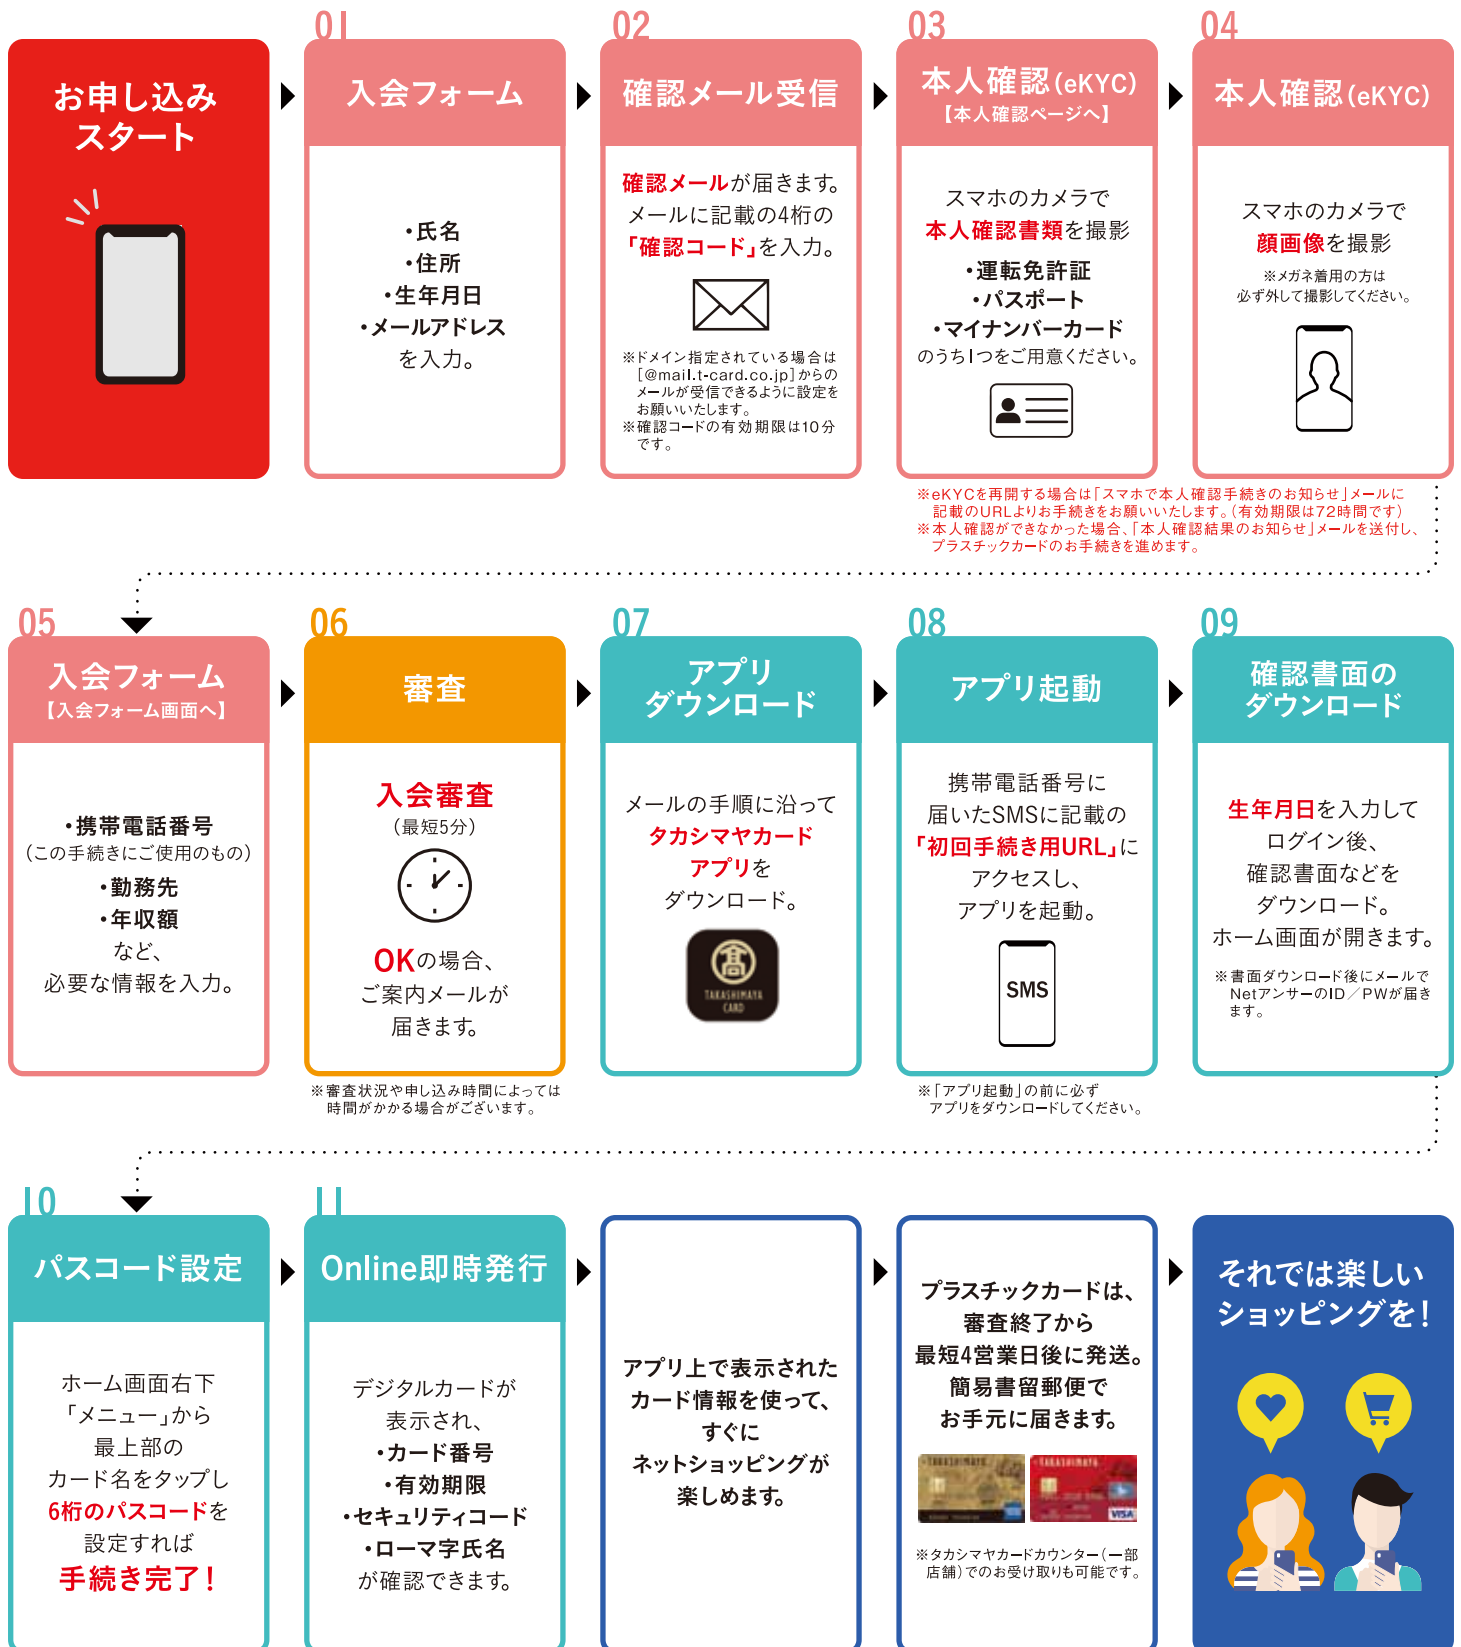 お申し込み
スタート
01
入会フォーム
・氏名
・住所
・生年月日
・メールアドレス
を入力。
02
確認メール受信
確認メールが届きます。
メールに記載の4桁の
「確認コード」を入力。
※ドメイン指定されている場合は
[@mail.t-card.co.jp]からの
メールが受信できるように設定を
お願いいたします。
※確認コードの有効期限は10分
です。
03
本人確認(eKYC)
【本人確認ページへ】
スマホのカメラで
本人確認書類を撮影
・運転免許証
・パスポート
・マイナンバーカード
のうち1つをご用意ください。
04
本人確認(eKYC)
スマホのカメラで
顔画像を撮影
※メガネ着用の方は
必ず外して撮影してください。
※eKYCを再開する場合は「スマホで本人確認手続きのお知らせ」メールに
記載のURLよりお手続きをお願いいたします。(有効期限は72時間です)
※本人確認ができなかった場合、「本人確認結果のお知らせ」メールを送付し、
プラスチックカードのお手続きを進めます。
05
入会フォーム
【入会フォーム画面へ】
・携帯電話番号
(この手続きにご使用のもの)
・勤務先
・年収額
など、
必要な情報を入力。
06
審査
入会審査
(最短5分)
OKの場合、
ご案内メールが
届きます。
※審査状況や申し込み時間によっては
時間がかかる場合がございます。
07
アプリ
ダウンロード
メールの手順に沿って
タカシマヤカード
アプリを
ダウンロード。
髙
TAKASHIMAYA
CARD
08
アプリ起動
携帯電話番号に
届いたSMSに記載の
「初回手続き用URL」に
アクセスし、
アプリを起動。
SMS
※「アプリ起動」の前に必ず
アプリをダウンロードしてください。
09
確認書面の
ダウンロード
生年月日を入力して
ログイン後、
確認書面などを
ダウンロード。
ホーム画面が開きます。
※書面ダウンロード後にメールで
NetアンサーのID／PWが届き
ます。
10
パスコード設定
ホーム画面右下
「メニュー」から
最上部の
カード名をタップし
6桁のパスコードを
設定すれば
手続き完了！
11
Online即時発行
デジタルカードが
表示され、
・カード番号
・有効期限
・セキュリティコード
・ローマ字氏名
が確認できます。
アプリ上で表示された
カード情報を使って、
すぐに
ネットショッピングが
楽しめます。
プラスチックカードは、
審査終了から
最短4営業日後に発送。
簡易書留郵便で
お手元に届きます。
TAKASHIMAYA
TAKASHIMAYA
VISA
※タカシマヤカードカウンター(一部
店舗)でのお受け取りも可能です。
それでは楽しい
ショッピングを！